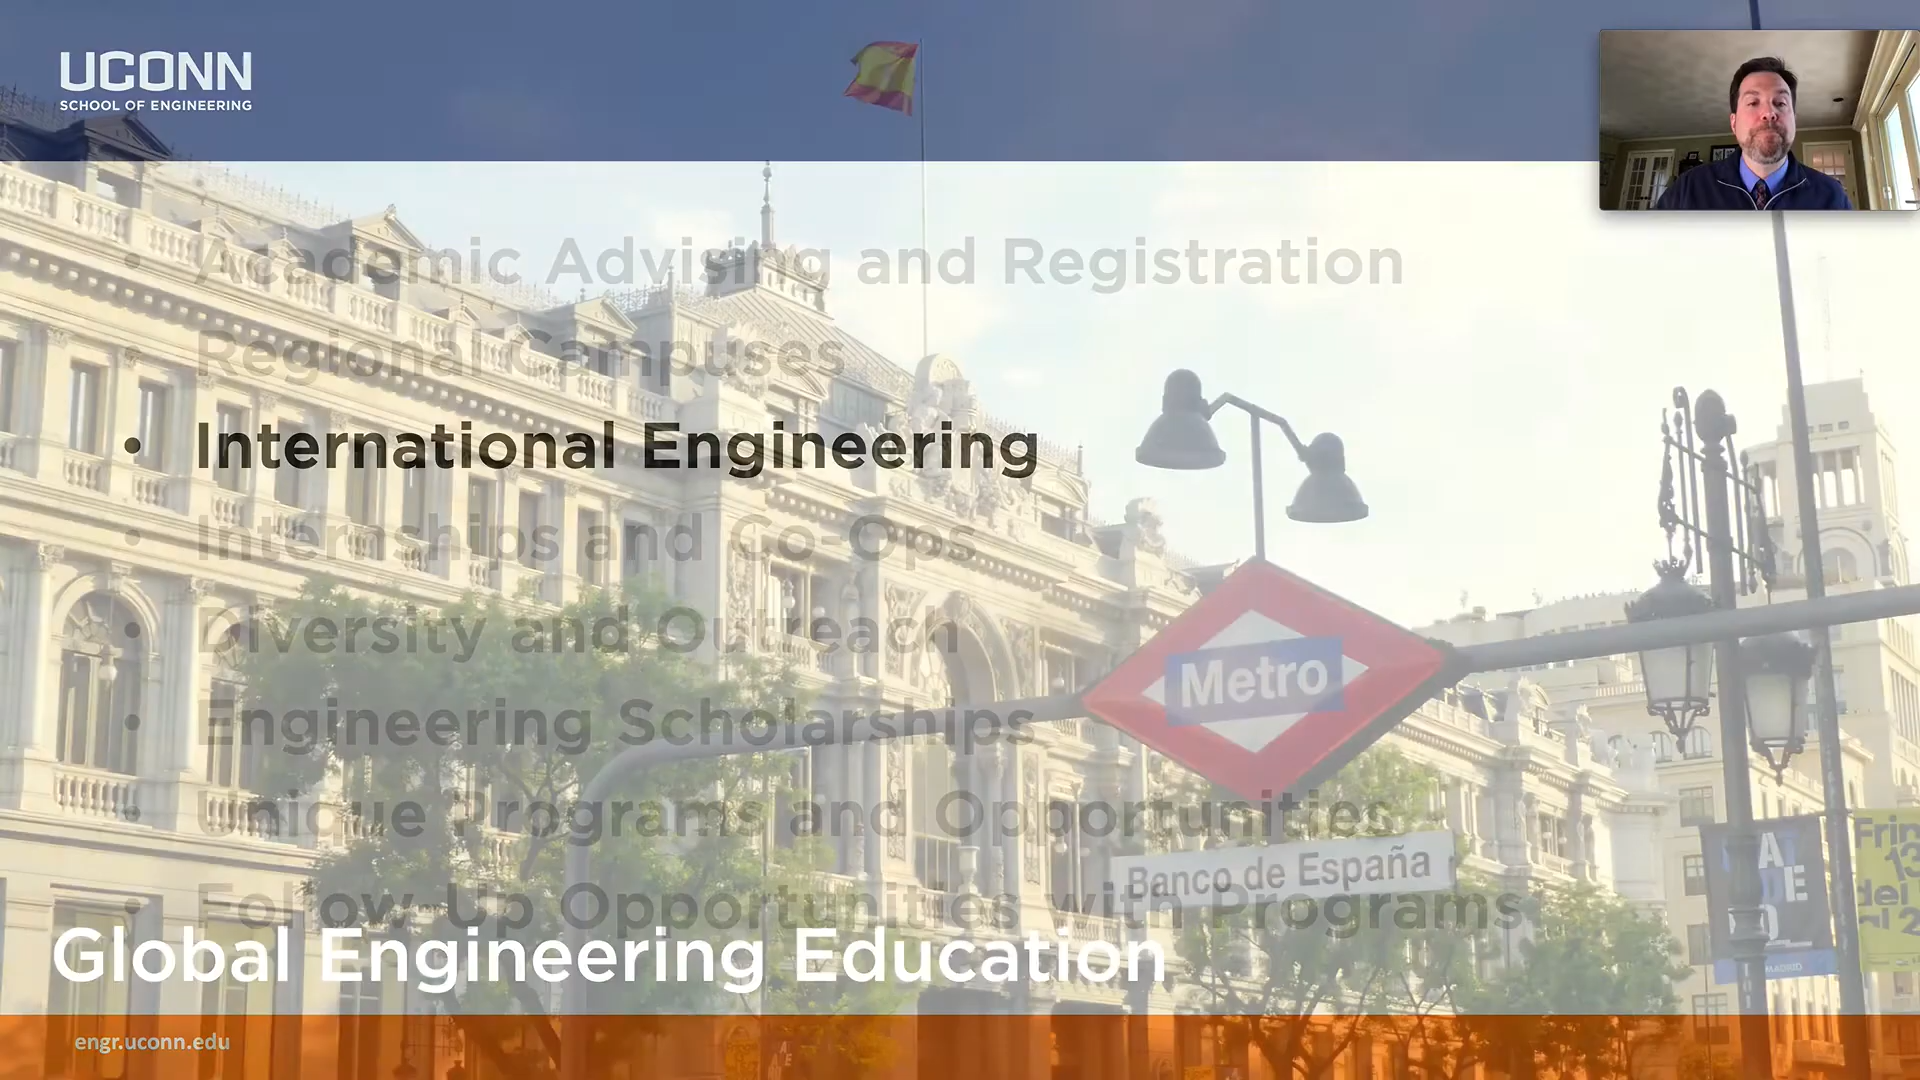 UCONN
SCHOOL OF ENGINEERING
• Academic Advising and Registration
• Regional Campuses
• International Engineering
• Internships and Co-Ops
• Diversity and Outreach
• Engineering Scholarships
Metro
• Unique Programs and Opportunities
Banco de España
• Follow-Up Opportunities with Programs
Global Engineering Education
MADRID
engr.uconn.edu